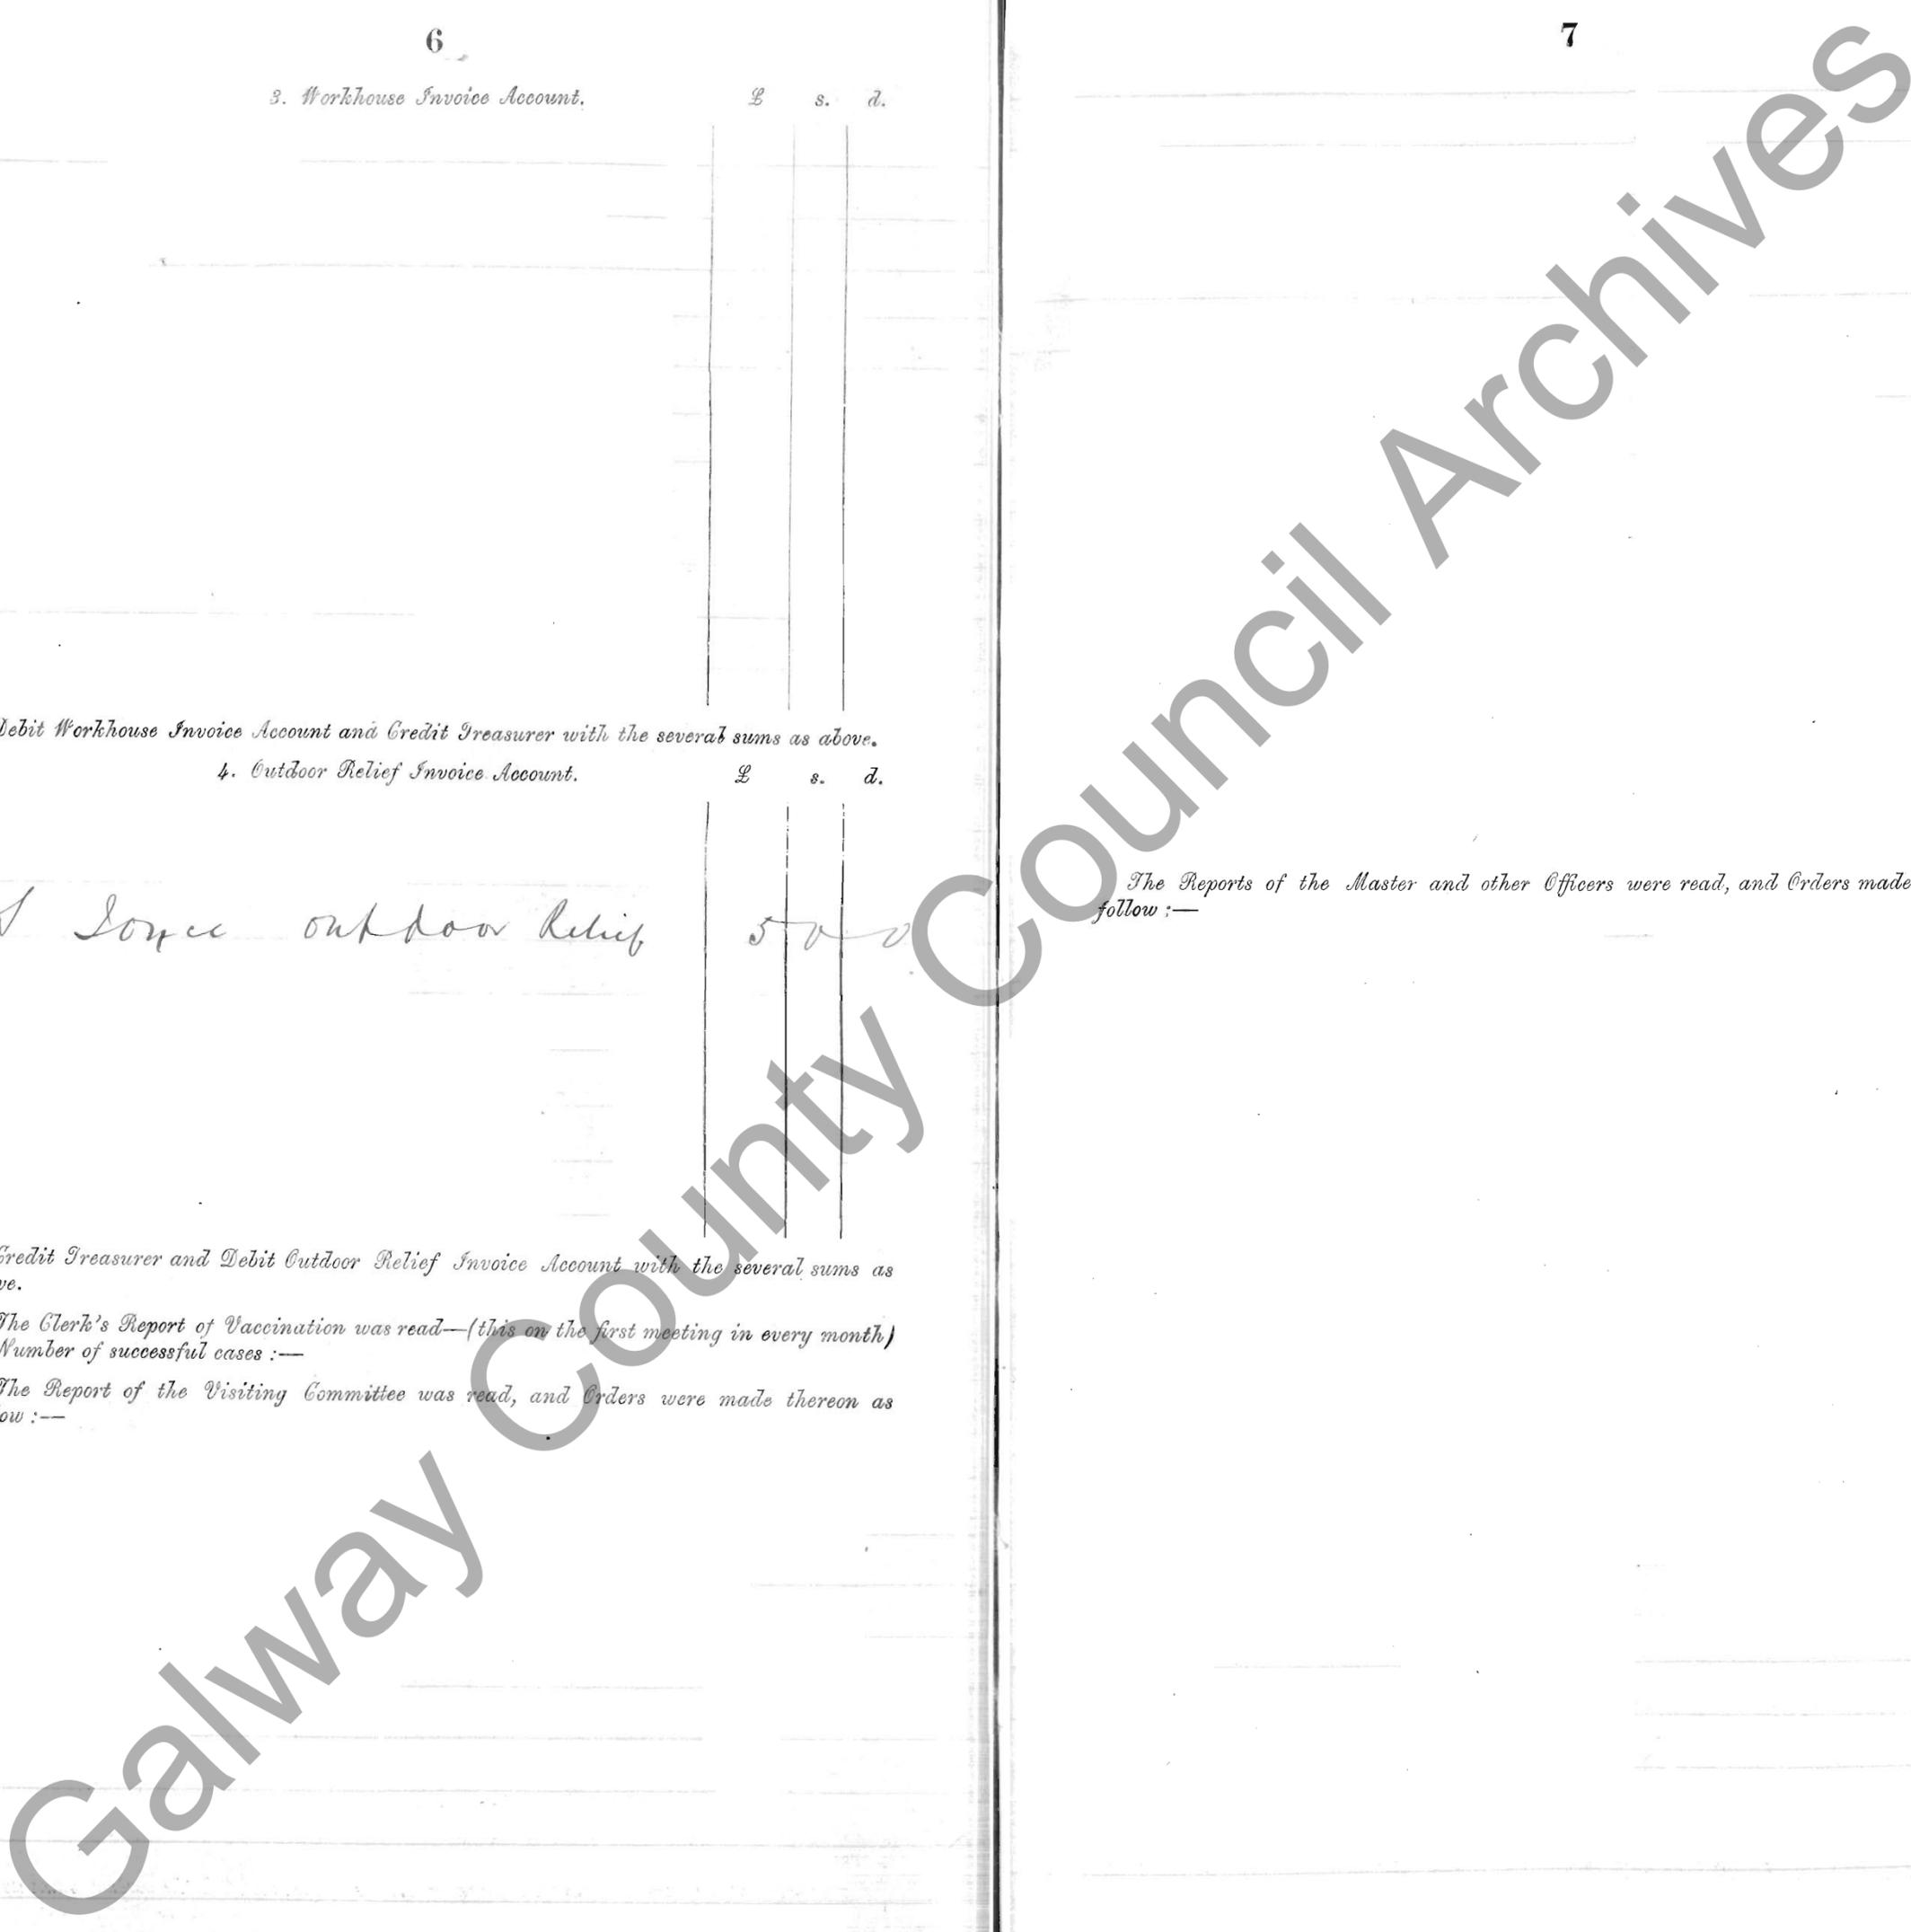 6
3. Workhouse Invoice Account. £ s. d.
Debit Workhouse Invoice Account and Credit Treasurer with the several sums as above.
4. Outdoor Relief Invoice Account. £ s. d.
Joyce outdoor Relief 5 0 0
Credit Treasurer and Debit Outdoor Relief Invoice Account with the several sums as
ve.
The Clerk's Report of Vaccination was read—(this on the first meeting in every month)
Number of successful cases :—
The Report of the Visiting Committee was read, and Orders were made thereon as
ow :—
7
The Reports of the Master and other Officers were read, and Orders made
follow :—
Galway County Council Archives